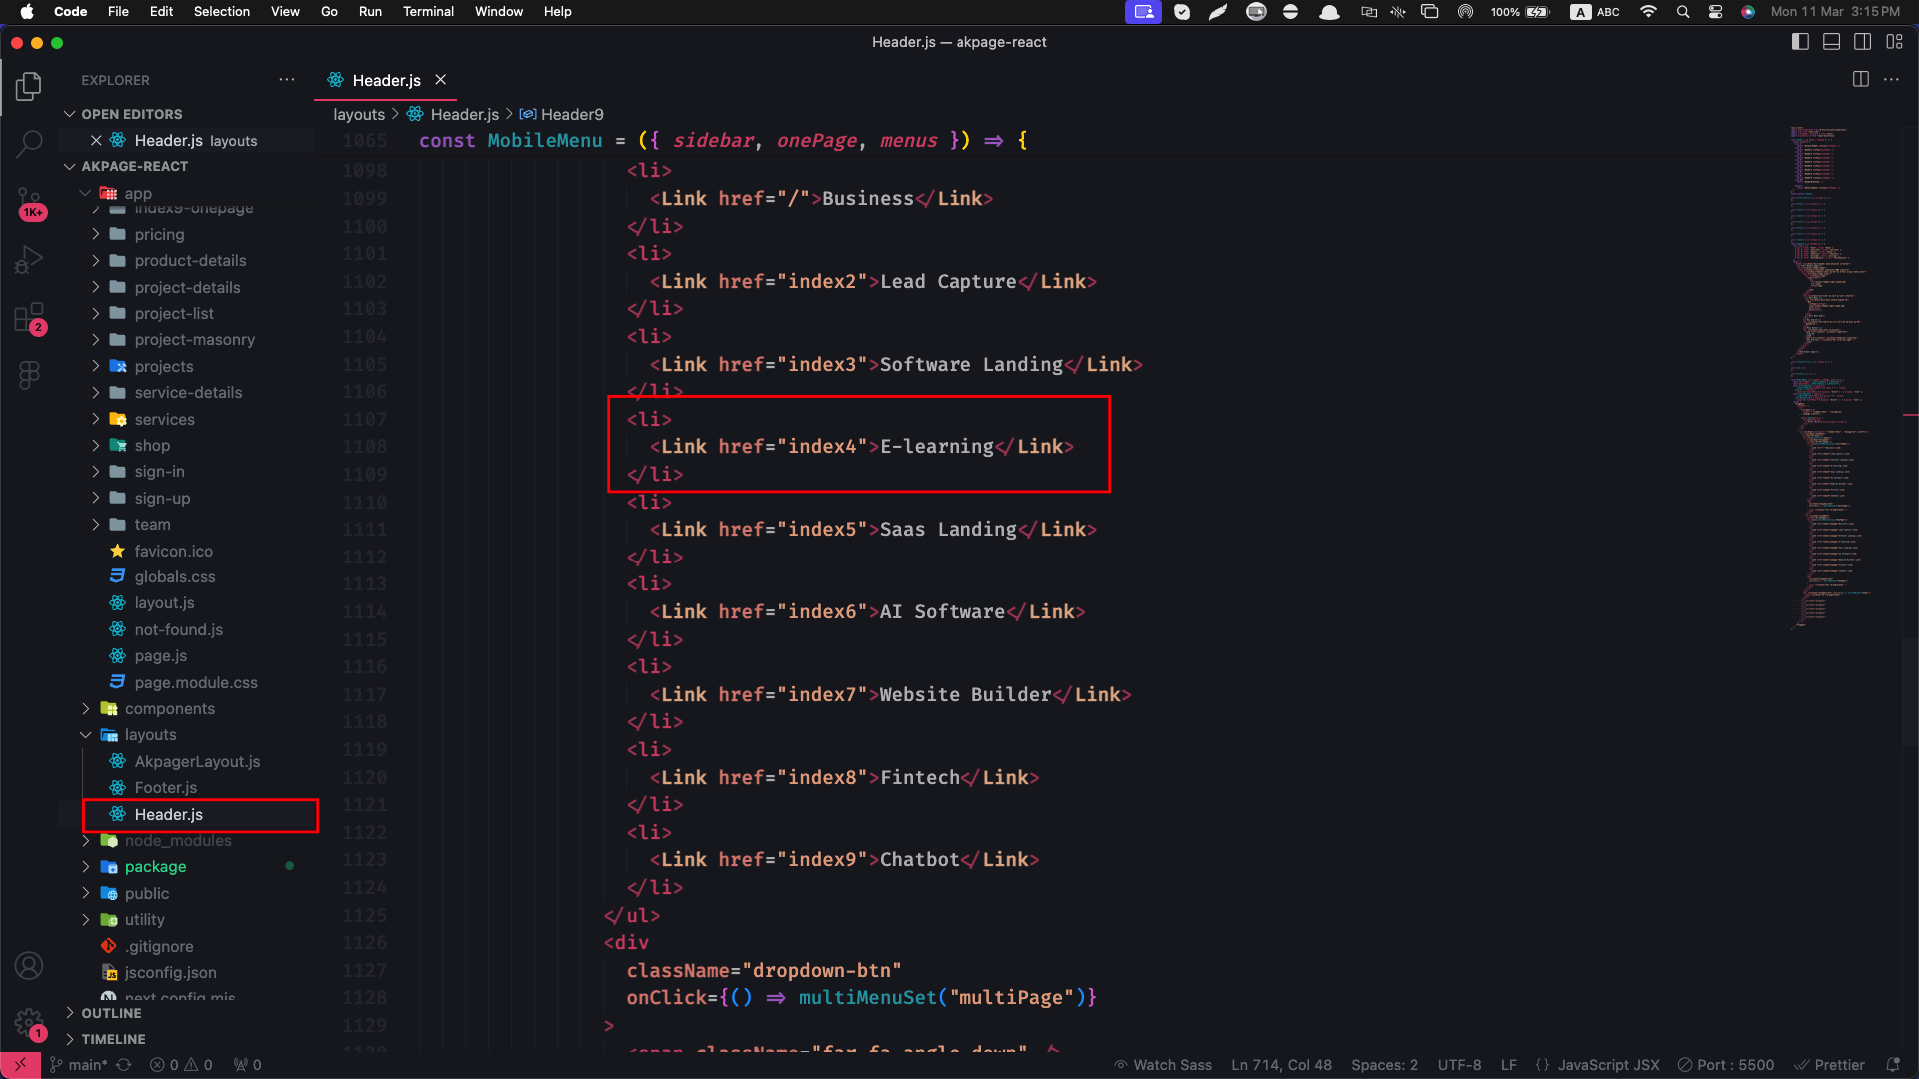 Code File Edit Selection View Go Run Terminal Window Help 100% A ABC Mon 11 Mar 3:15 PM
Header.js — akpage-react
EXPLORER
Header.js
OPEN EDITORS
Header.js layouts
AKPAGE-REACT
app
index9-onepage
pricing
product-details
project-details
project-list
project-masonry
projects
service-details
services
shop
sign-in
sign-up
team
favicon.ico
globals.css
layout.js
not-found.js
page.js
page.module.css
components
layouts
AkpagerLayout.js
Footer.js
Header.js
node_modules
package
public
utility
.gitignore
jsconfig.json
next.config.mjs
OUTLINE
TIMELINE
1K+
2
1
layouts > Header.js > Header9
1065 const MobileMenu = ({ sidebar, onePage, menus }) => {
1098 <li>
1099 <Link href="/">Business</Link>
1100 </li>
1101 <li>
1102 <Link href="index2">Lead Capture</Link>
1103 </li>
1104 <li>
1105 <Link href="index3">Software Landing</Link>
1106 </li>
1107 <li>
1108 <Link href="index4">E-learning</Link>
1109 </li>
1110 <li>
1111 <Link href="index5">Saas Landing</Link>
1112 </li>
1113 <li>
1114 <Link href="index6">AI Software</Link>
1115 </li>
1116 <li>
1117 <Link href="index7">Website Builder</Link>
1118 </li>
1119 <li>
1120 <Link href="index8">Fintech</Link>
1121 </li>
1122 <li>
1123 <Link href="index9">Chatbot</Link>
1124 </li>
1125 </ul>
1126 <div
1127 className="dropdown-btn"
1128 onClick={() => multiMenuSet("multiPage")}
1129 >
1130 <span className="far fa-angle-down" />
main* 0 0 0 Watch Sass Ln 714, Col 48 Spaces: 2 UTF-8 LF {} JavaScript JSX Port : 5500 Prettier